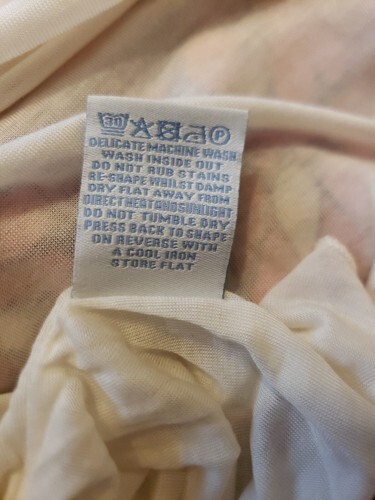 30 P
DELICATE MACHINE WASH
WASH INSIDE OUT
DO NOT RUB STAINS
RE-SHAPE WHILST DAMP
DRY FLAT AWAY FROM
DIRECT HEAT AND SUNLIGHT
DO NOT TUMBLE DRY
PRESS BACK TO SHAPE
ON REVERSE WITH
A COOL IRON
STORE FLAT